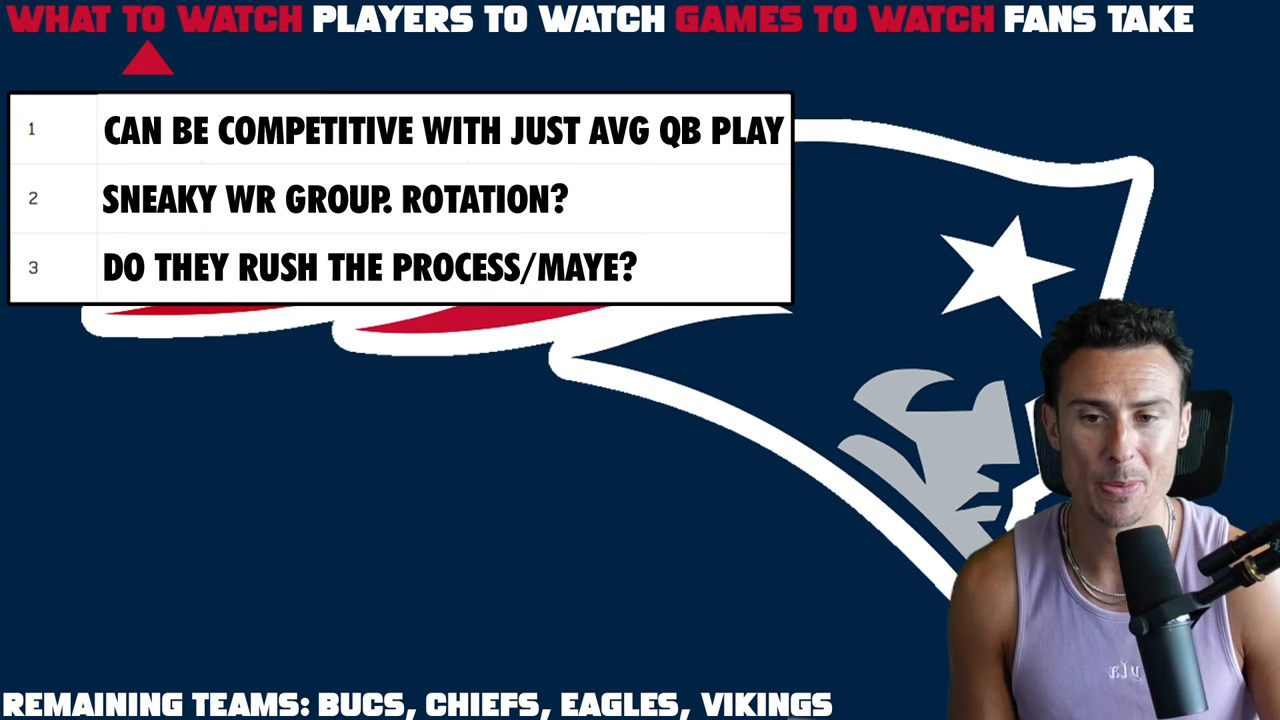 WHAT TO WATCH PLAYERS TO WATCH GAMES TO WATCH FANS TAKE
1 CAN BE COMPETITIVE WITH JUST AVG QB PLAY
2 SNEAKY WR GROUP. ROTATION?
3 DO THEY RUSH THE PROCESS/MAYE?
REMAINING TEAMS: BUCS, CHIEFS, EAGLES, VIKINGS